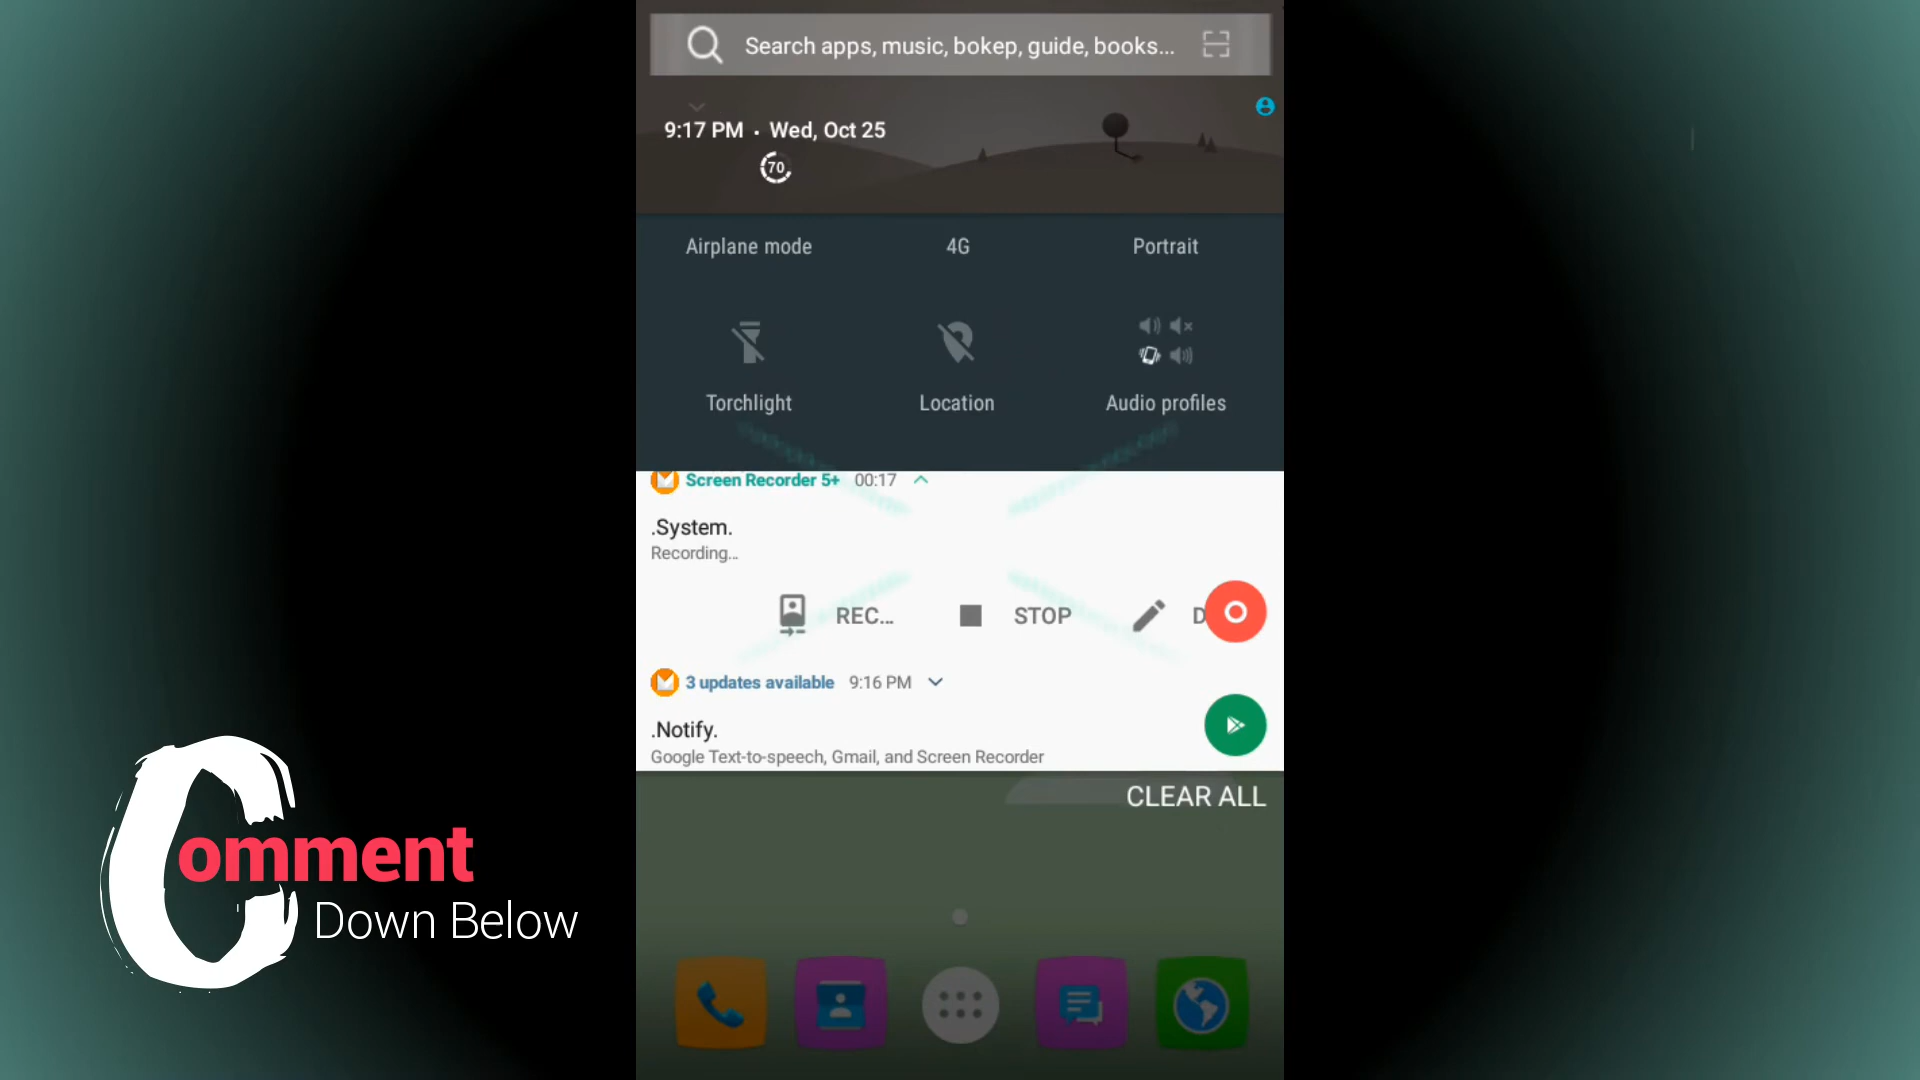 Search apps, music, bokep, guide, books...
9:17 PM · Wed, Oct 25
70
Airplane mode 4G Portrait
Torchlight Location Audio profiles
Screen Recorder 5+ 00:17
.System.
Recording...
REC... STOP D
3 updates available 9:16 PM
.Notify.
Google Text-to-speech, Gmail, and Screen Recorder
CLEAR ALL
Comment
Down Below